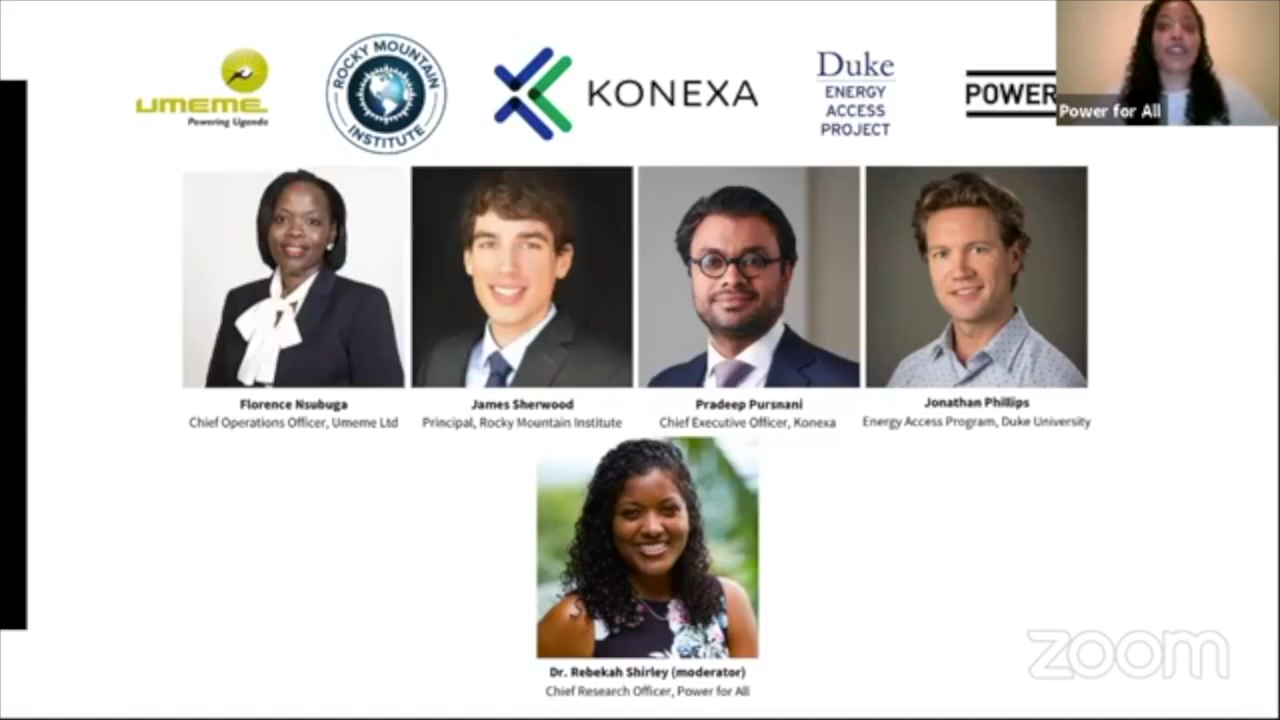 UMEME
Powering Uganda
ROCKY MOUNTAIN
INSTITUTE
KONEXA
Duke
ENERGY
ACCESS
PROJECT
POWER
Power for All
Florence Nsubuga
Chief Operations Officer, Umeme Ltd
James Sherwood
Principal, Rocky Mountain Institute
Pradeep Pursnani
Chief Executive Officer, Konexa
Jonathan Phillips
Energy Access Program, Duke University
Dr. Rebekah Shirley (moderator)
Chief Research Officer, Power for All
zoom